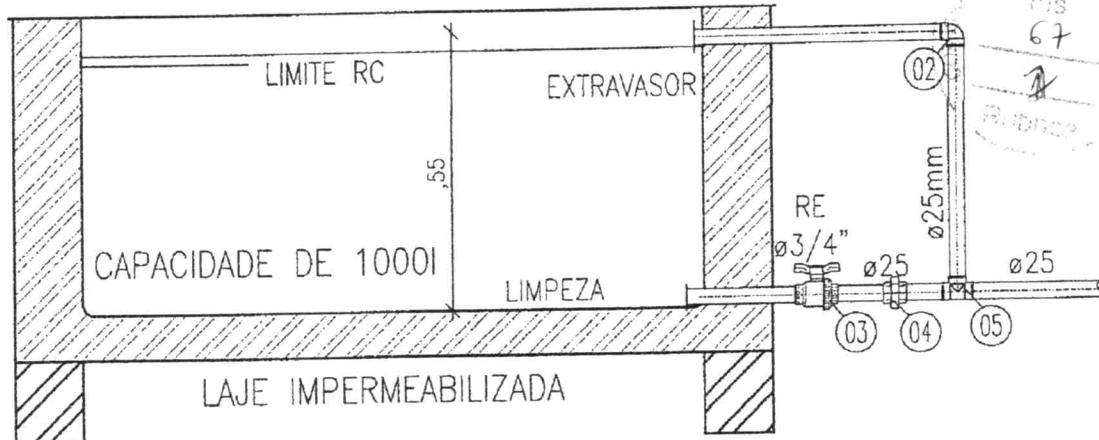 67
02
LIMITE RC
EXTRAVASOR
,55
ø25mm
RE
ø3/4"
CAPACIDADE DE 1000l
ø25
ø25
LIMPEZA
03
04
05
LAJE IMPERMEABILIZADA